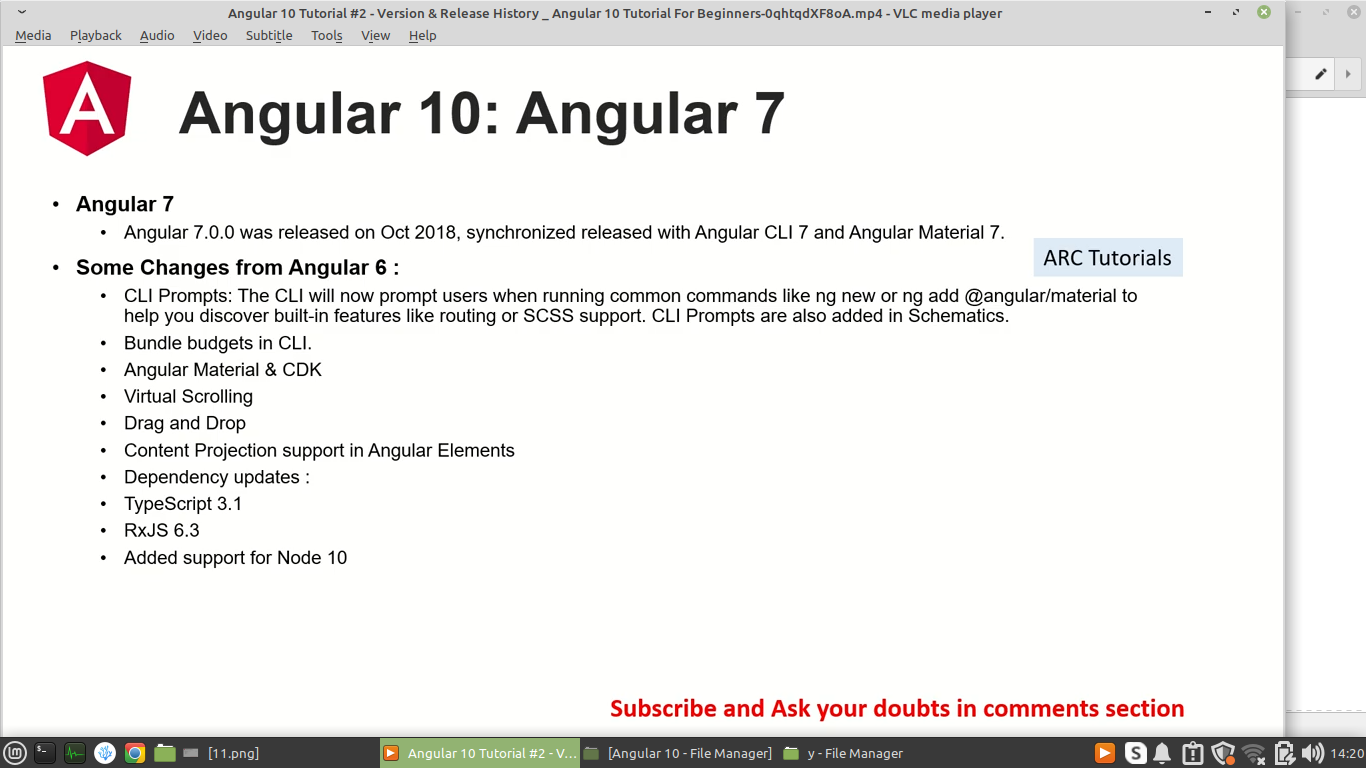 Angular 10 Tutorial #2 - Version & Release History _ Angular 10 Tutorial For Beginners-0qhtqdXF8oA.mp4 - VLC media player
Media Playback Audio Video Subtitle Tools View Help
A
Angular 10: Angular 7
• Angular 7
• Angular 7.0.0 was released on Oct 2018, synchronized released with Angular CLI 7 and Angular Material 7.
ARC Tutorials
• Some Changes from Angular 6 :
• CLI Prompts: The CLI will now prompt users when running common commands like ng new or ng add @angular/material to
help you discover built-in features like routing or SCSS support. CLI Prompts are also added in Schematics.
• Bundle budgets in CLI.
• Angular Material & CDK
• Virtual Scrolling
• Drag and Drop
• Content Projection support in Angular Elements
• Dependency updates :
• TypeScript 3.1
• RxJS 6.3
• Added support for Node 10
Subscribe and Ask your doubts in comments section
[11.png] Angular 10 Tutorial #2 - V... [Angular 10 - File Manager] y - File Manager S 14:20